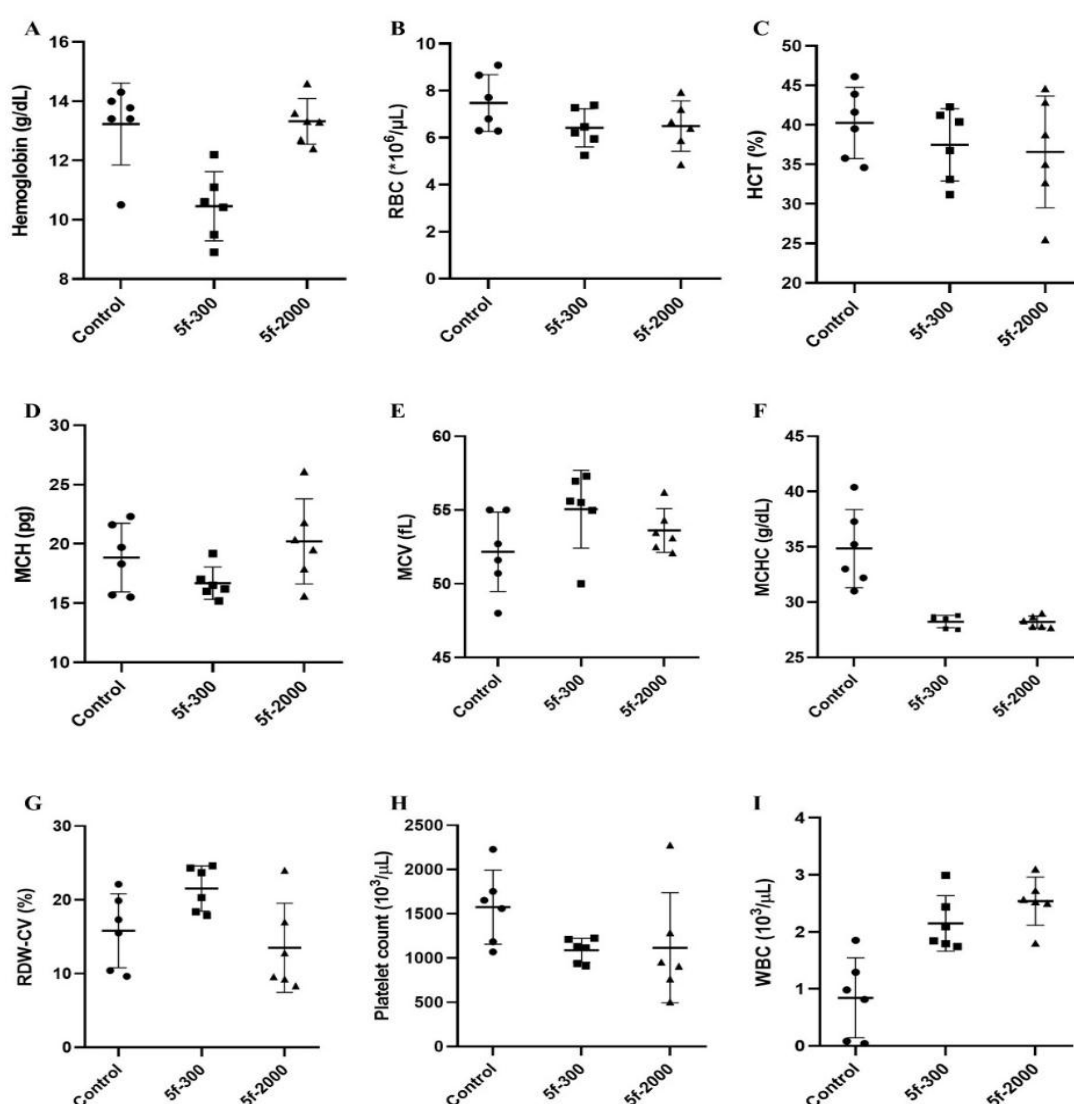 A
Hemoglobin (g/dL)
16
14
12
10
8
Control
5f-300
5f-2000
B
RBC (*10⁶/μL)
10
8
6
4
2
0
Control
5f-300
5f-2000
C
HCT (%)
50
45
40
35
30
25
20
Control
5f-300
5f-2000
D
MCH (pg)
30
25
20
15
10
Control
5f-300
5f-2000
E
MCV (fL)
60
55
50
45
Control
5f-300
5f-2000
F
MCHC (g/dL)
45
40
35
30
25
Control
5f-300
5f-2000
G
RDW-CV (%)
30
20
10
0
Control
5f-300
5f-2000
H
Platelet count (10³/μL)
2500
2000
1500
1000
500
0
Control
5f-300
5f-2000
I
WBC (10³/μL)
4
3
2
1
0
Control
5f-300
5f-2000